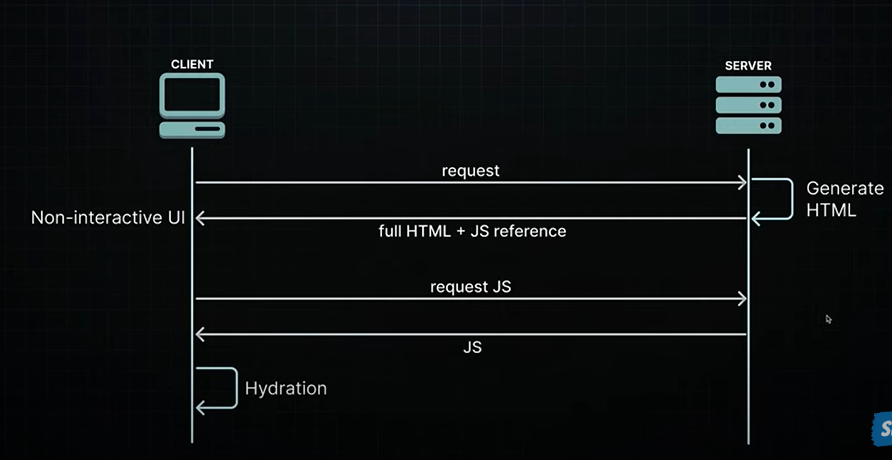 CLIENT
SERVER
request
Generate
HTML
Non-interactive UI
full HTML + JS reference
request JS
JS
Hydration